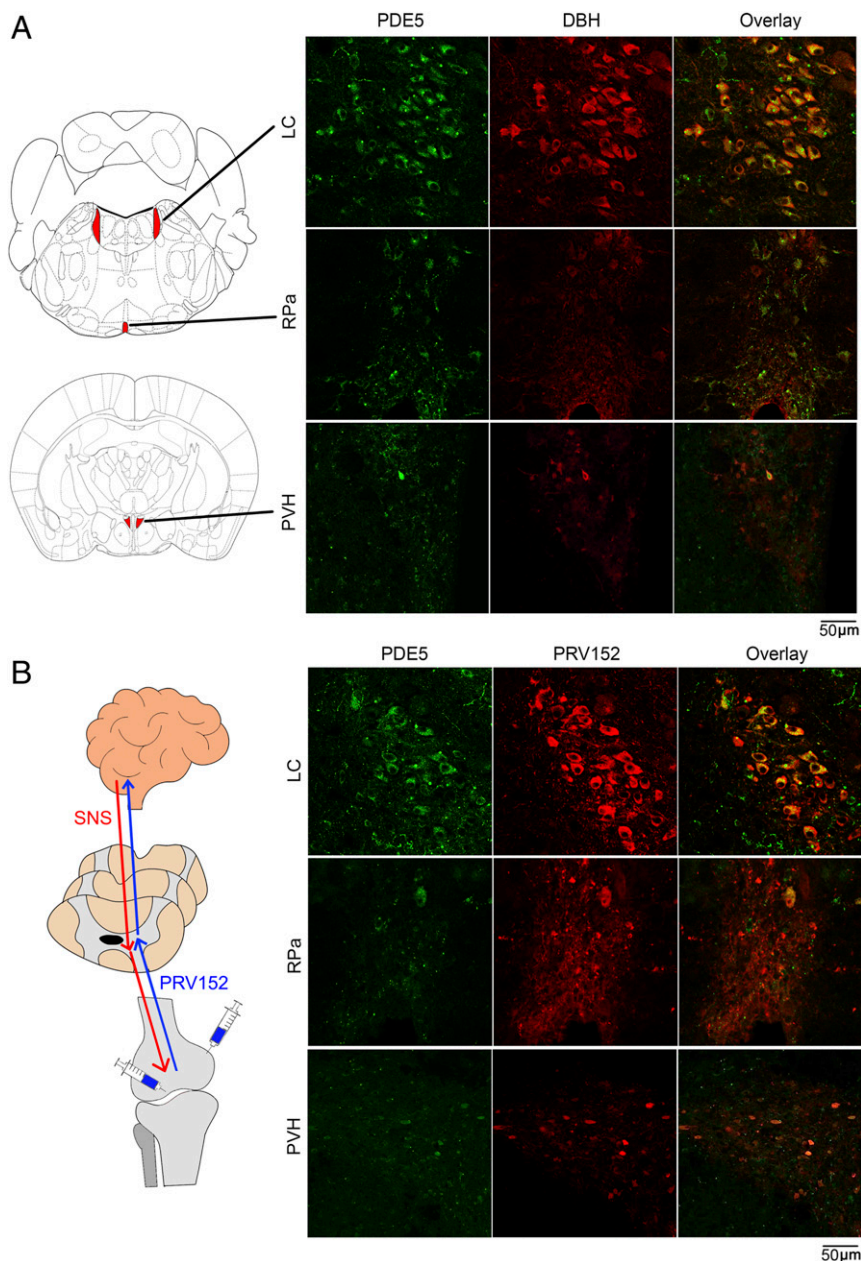 A
PDE5 DBH Overlay
LC
RPa
PVH
50µm
B
PDE5 PRV152 Overlay
SNS
PRV152
LC
RPa
PVH
50µm